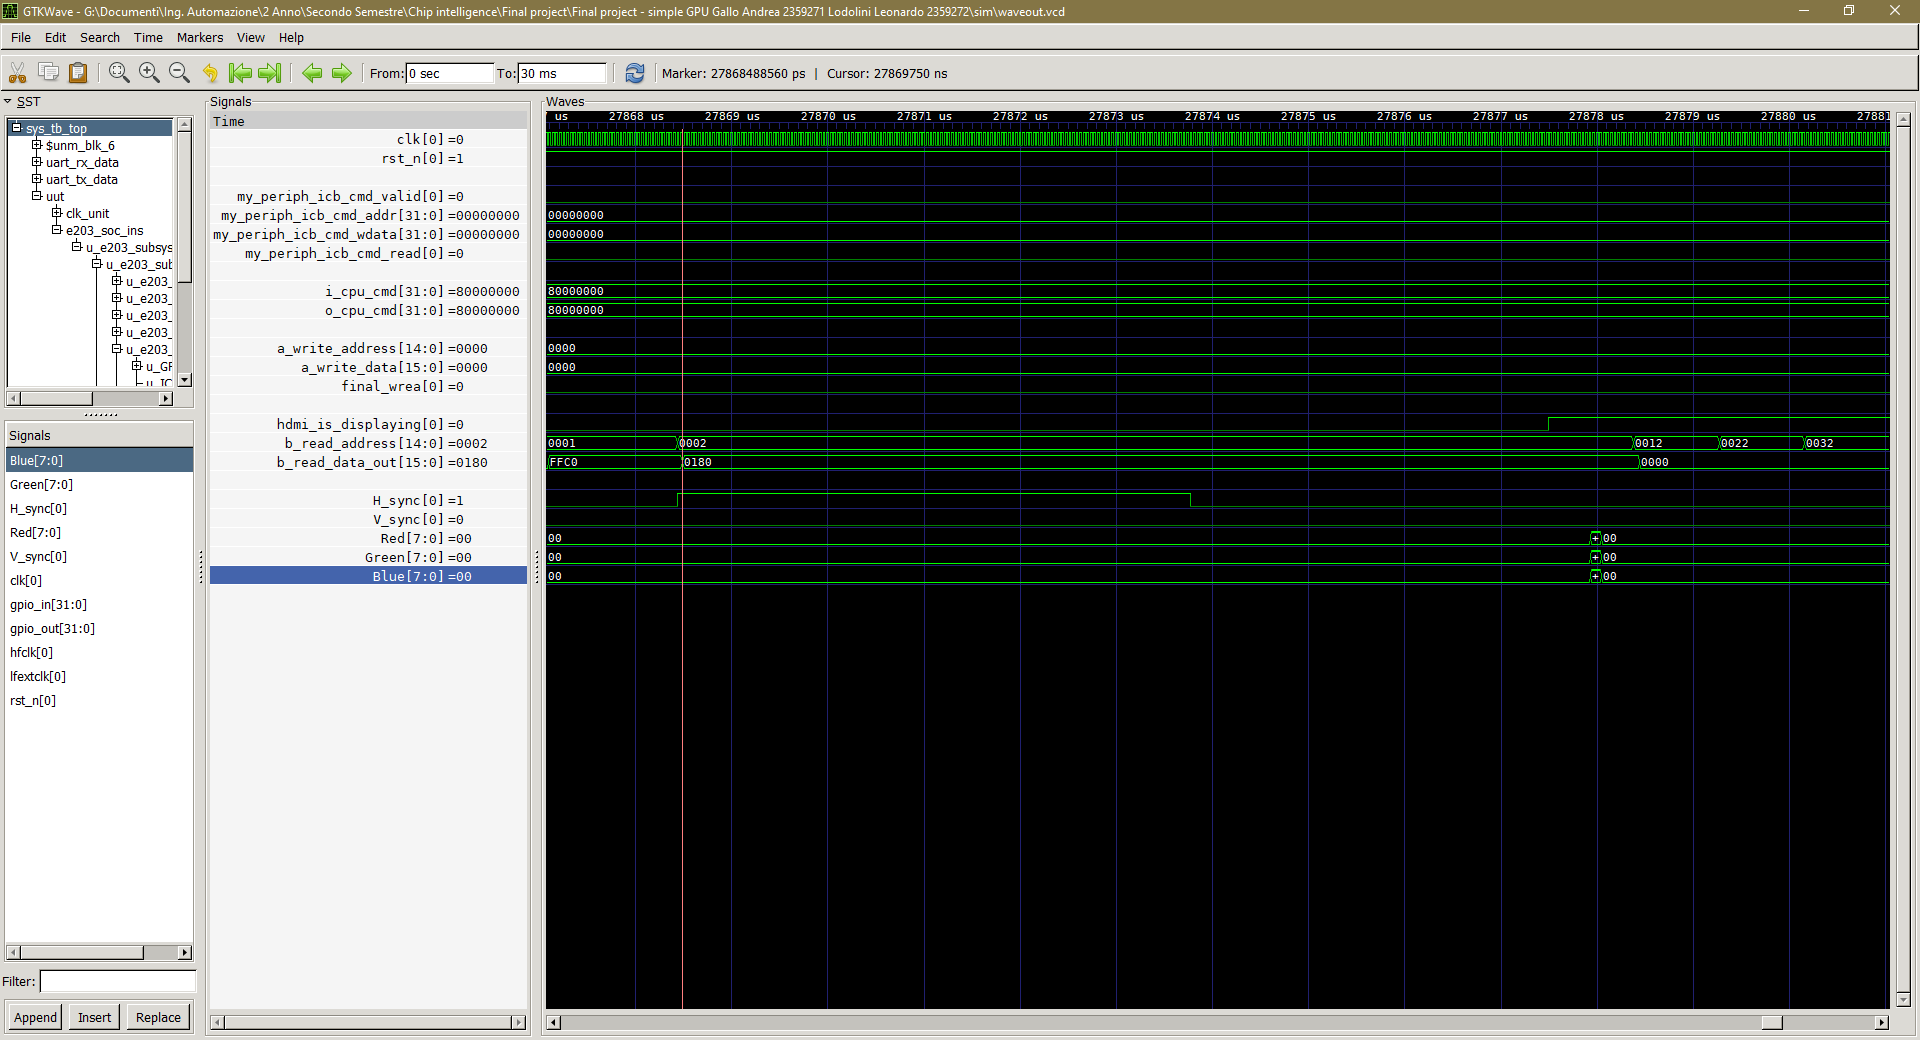 GTKWave - G:\Documenti\Ing. Automazione\2 Anno\Secondo Semestre\Chip intelligence\Final project\Final project - simple GPU Gallo Andrea 2359271 Lodolini Leonardo 2359272\sim\waveout.vcd
File Edit Search Time Markers View Help
From: 0 sec To: 30 ms Marker: 27868488560 ps | Cursor: 27869750 ns
SST
sys_tb_top
$unm_blk_6
uart_rx_data
uart_tx_data
uut
clk_unit
e203_soc_ins
u_e203_subsys
u_e203_sub
u_e203_
u_e203_
u_e203_
u_e203_
u_e203_
u_GF
u_IC
Signals
Blue[7:0]
Green[7:0]
H_sync[0]
Red[7:0]
V_sync[0]
clk[0]
gpio_in[31:0]
gpio_out[31:0]
hfclk[0]
lfextclk[0]
rst_n[0]
Filter:
Append Insert Replace
Signals
Time
clk[0] =0
rst_n[0] =1
my_periph_icb_cmd_valid[0] =0
my_periph_icb_cmd_addr[31:0] =00000000
my_periph_icb_cmd_wdata[31:0] =00000000
my_periph_icb_cmd_read[0] =0
i_cpu_cmd[31:0] =80000000
o_cpu_cmd[31:0] =80000000
a_write_address[14:0] =0000
a_write_data[15:0] =0000
final_wrea[0] =0
hdmi_is_displaying[0] =0
b_read_address[14:0] =0002
b_read_data_out[15:0] =0180
H_sync[0] =1
V_sync[0] =0
Red[7:0] =00
Green[7:0] =00
Blue[7:0] =00
Waves
us 27868 us 27869 us 27870 us 27871 us 27872 us 27873 us 27874 us 27875 us 27876 us 27877 us 27878 us 27879 us 27880 us 27881
00000000
00000000
80000000
80000000
0000
0000
0001 0002 0012 0022 0032
FFC0 0180 0000
00 + 00
00 + 00
00 + 00